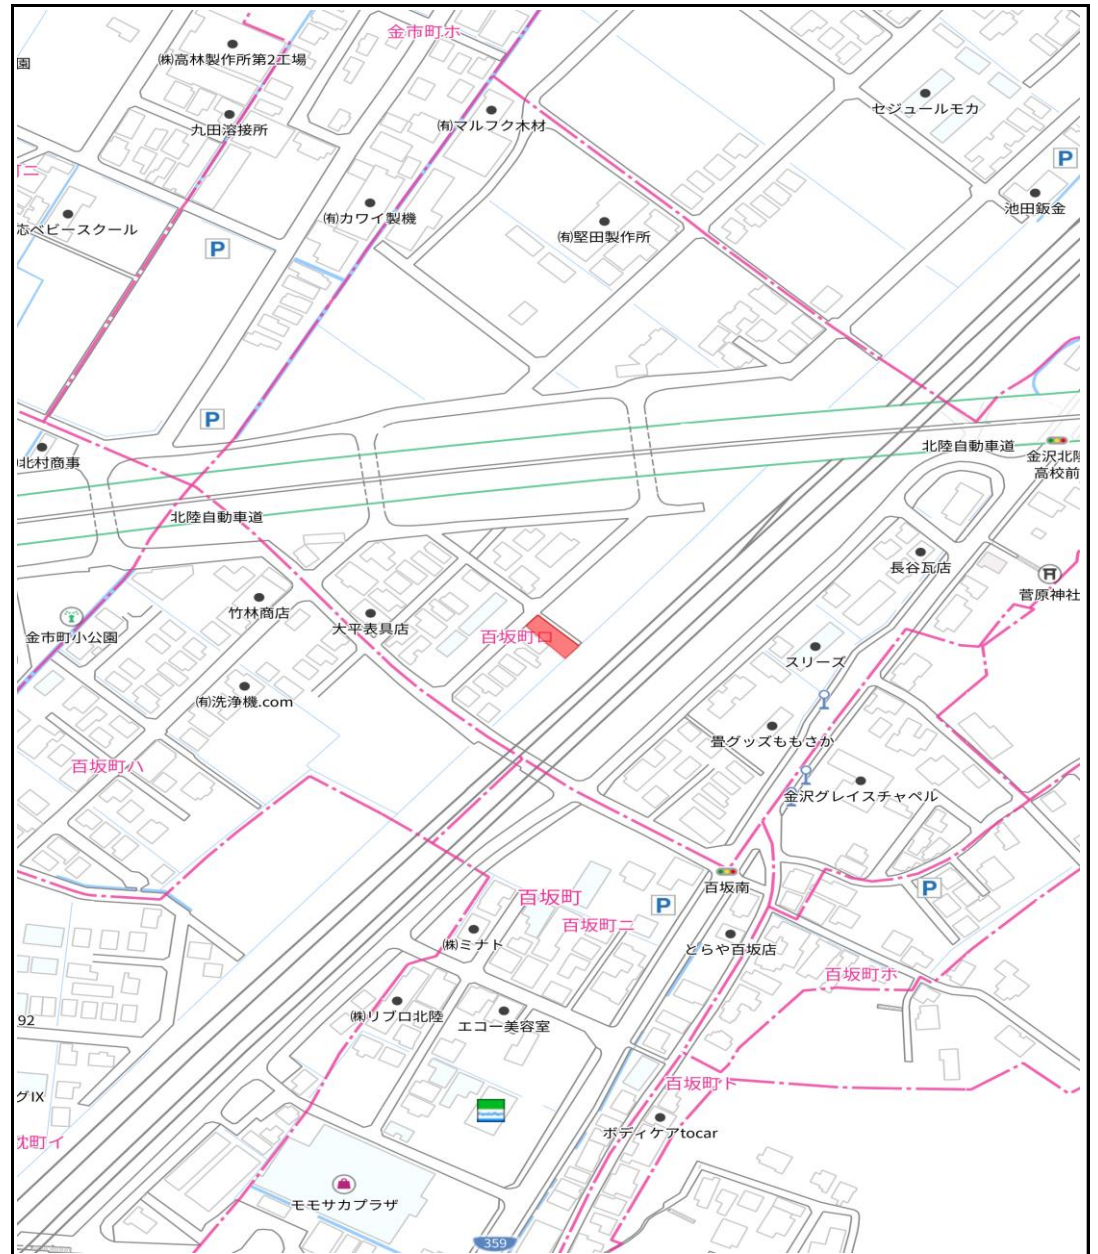 金市町ホ
㈱高林製作所第2工場
園
セジュールモカ
九田溶接所
㈲マルフク木材
P
池田鈑金
㈲カワイ製機
応ベビースクール
㈲堅田製作所
P
P
北村商事
北陸自動車道
高校前
北陸自動車道
長谷瓦店
菅原神社
竹林商店
大平表具店
金市町小公園
百坂町ロ
スリーズ
㈲洗浄機.com
畳グッズももさか
百坂町ハ
金沢グレイスチャペル
百坂南
P
百坂町
P
百坂町ニ
㈱ミナト
とらや百坂店
百坂町ホ
㈱リブロ北陸
エコー美容室
92
百坂町ト
グⅨ
ボディケアtocar
町イ
モモサカプラザ
359